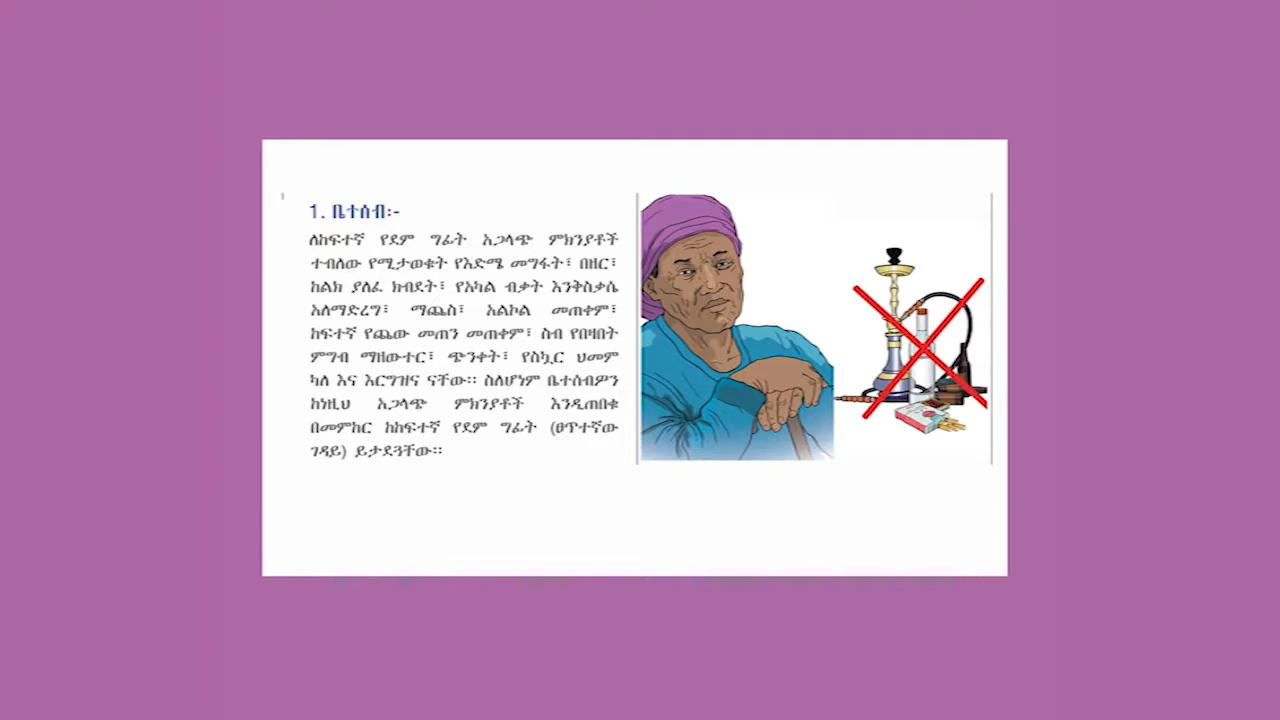 1. ቤተሰብ፡-
ለከፍተኛ የደም ግፊት አጋላጭ ምክንያቶች
ተብለው የሚታወቁት የእድሜ መግፋት፣ በዘር፣
ከልክ ያለፈ ክብደት፣ የአካል ብቃት እንቅስቃሴ
አለማድረግ፣ ማጨስ፣ አልኮል መጠቀም፣
ከፍተኛ የጨው መጠን መጠቀም፣ ስብ የበዛበት
ምግብ ማዘውተር፣ ጭንቀት፣ የስኳር ህመም
ካለ እና እርግዝና ናቸው፡፡ ስለሆነም ቤተሰብዎን
ከነዚህ አጋላጭ ምክንያቶች እንዲጠበቁ
በመምከር ከከፍተኛ የደም ግፊት (ፀጥተኛው
ገዳይ) ይታደጓቸው፡፡